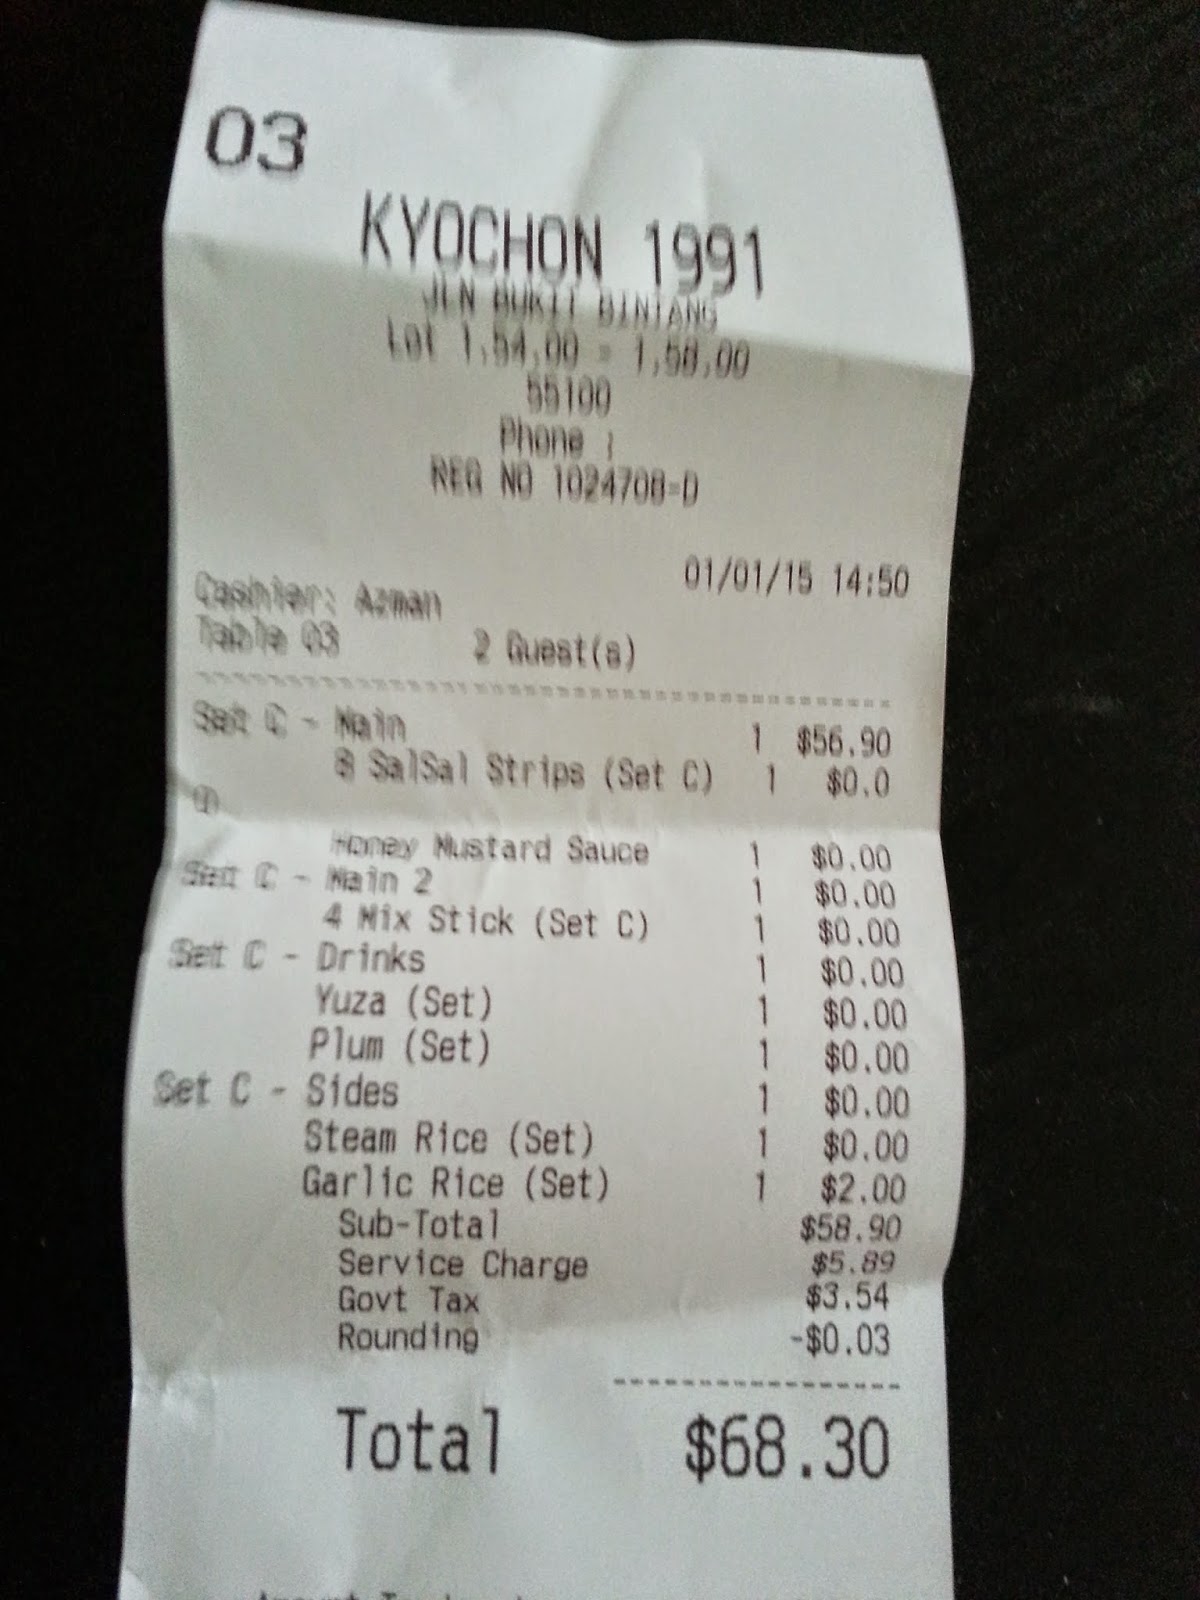 03
KYOCHON 1991
JLN BUKIT BINTANG
Lot 1.54.00 - 1.58.00
55100
Phone :
REG NO 1024708-D
01/01/15 14:50
Cashier: Azman
Table 03 2 Guest(s)
Set C - Main 1 $56.90
8 SalSal Strips (Set C) 1 $0.0
0
Honey Mustard Sauce 1 $0.00
Set C - Main 2 1 $0.00
4 Mix Stick (Set C) 1 $0.00
Set C - Drinks 1 $0.00
Yuza (Set) 1 $0.00
Plum (Set) 1 $0.00
Set C - Sides 1 $0.00
Steam Rice (Set) 1 $0.00
Garlic Rice (Set) 1 $2.00
Sub-Total $58.90
Service Charge $5.89
Govt Tax $3.54
Rounding -$0.03
Total $68.30